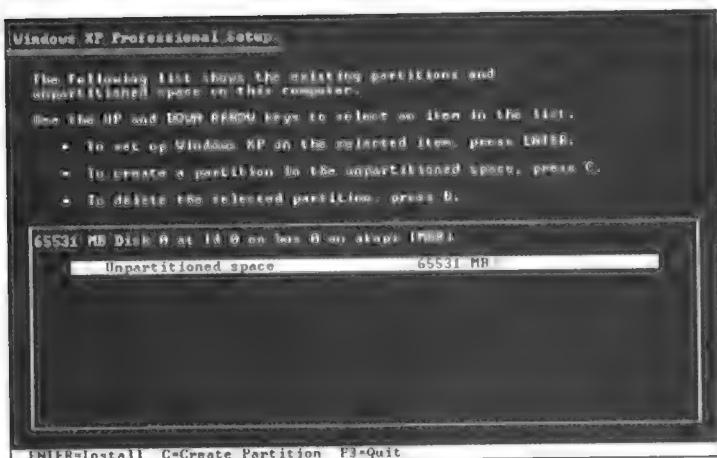 Windows XP Professional Setup
The following list shows the existing partitions and
unpartitioned space on this computer.
Use the UP and DOWN ARROW keys to select an item in the list.
• To set up Windows XP on the selected item, press ENTER.
• To create a partition in the unpartitioned space, press C.
• To delete the selected partition, press D.
65531 MB Disk 0 at Id 0 on bus 0 on atapi [MBR]
Unpartitioned space 65531 MB
ENTER=Install C=Create Partition F3=Quit